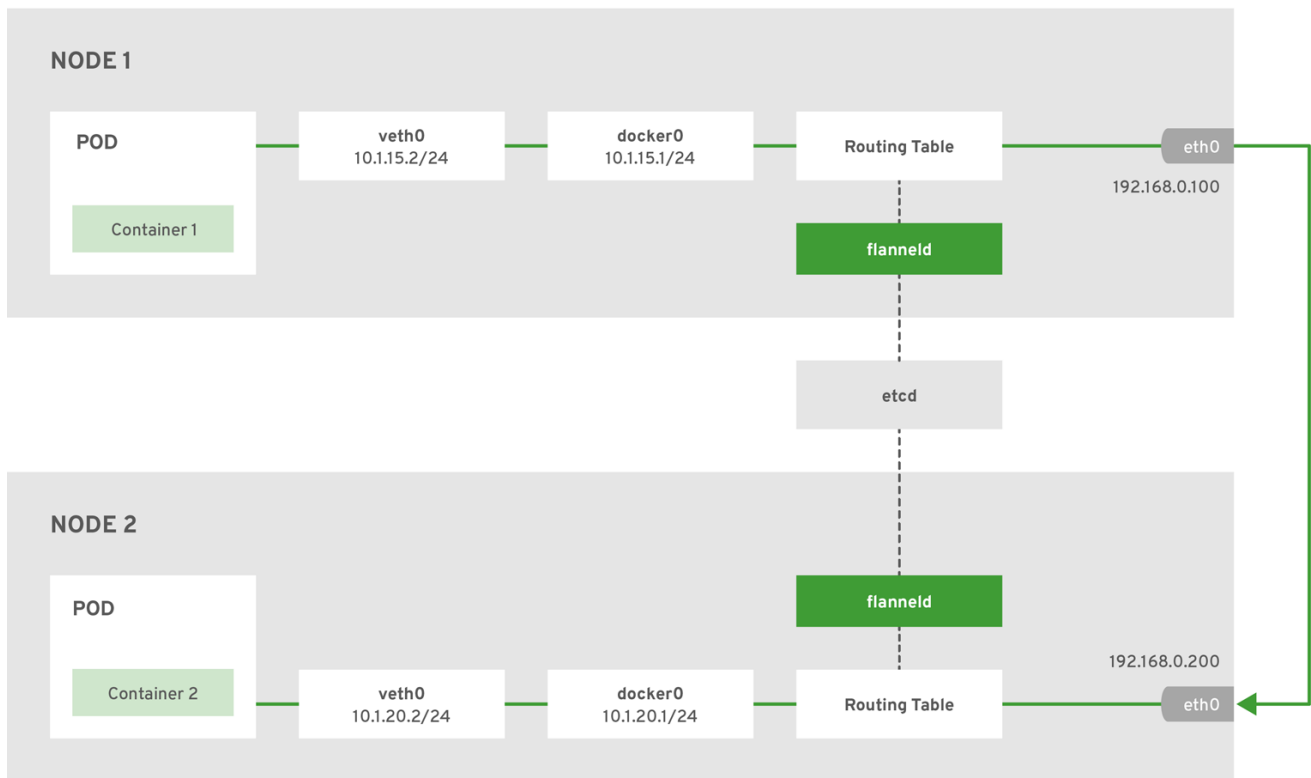 NODE 1
POD
Container 1
veth0
10.1.15.2/24
docker0
10.1.15.1/24
Routing Table
eth0
192.168.0.100
flanneld
etcd
NODE 2
POD
Container 2
veth0
10.1.20.2/24
docker0
10.1.20.1/24
flanneld
Routing Table
192.168.0.200
eth0